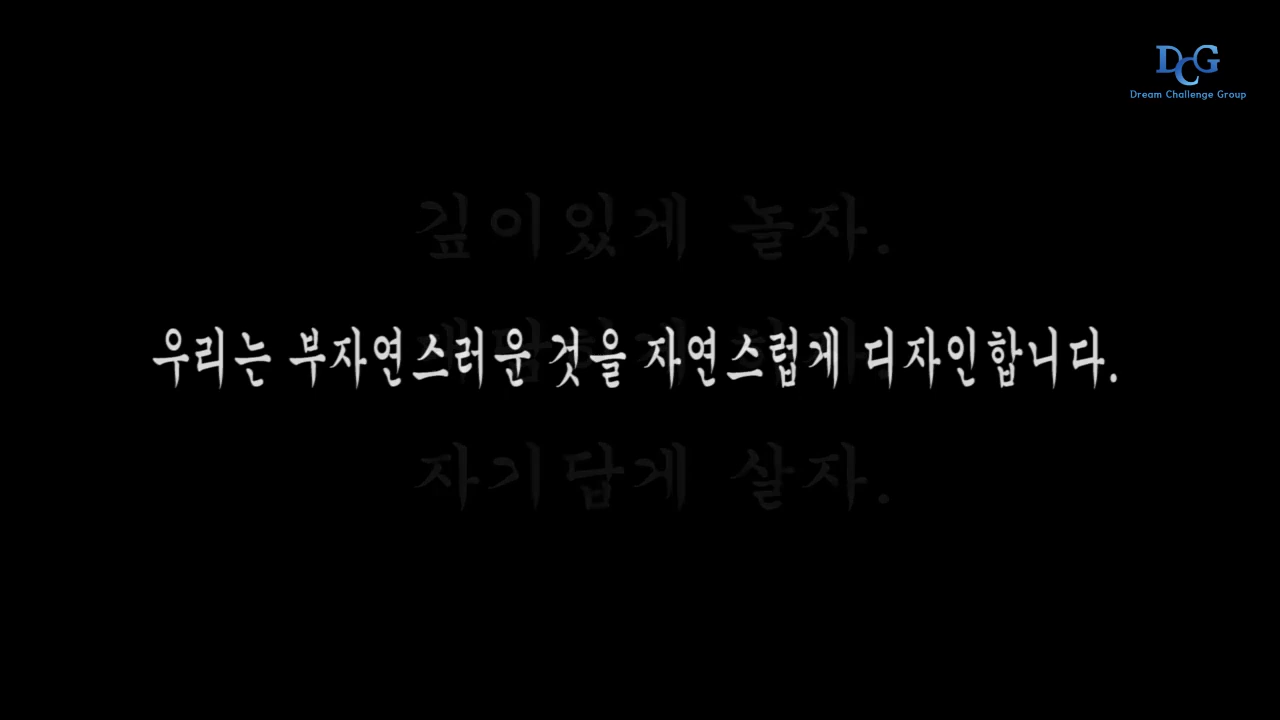 DCG
Dream Challenge Group
깊이있게 놀자.
우리는 부자연스러운 것을 자연스럽게 디자인합니다.
자기답게 살자.